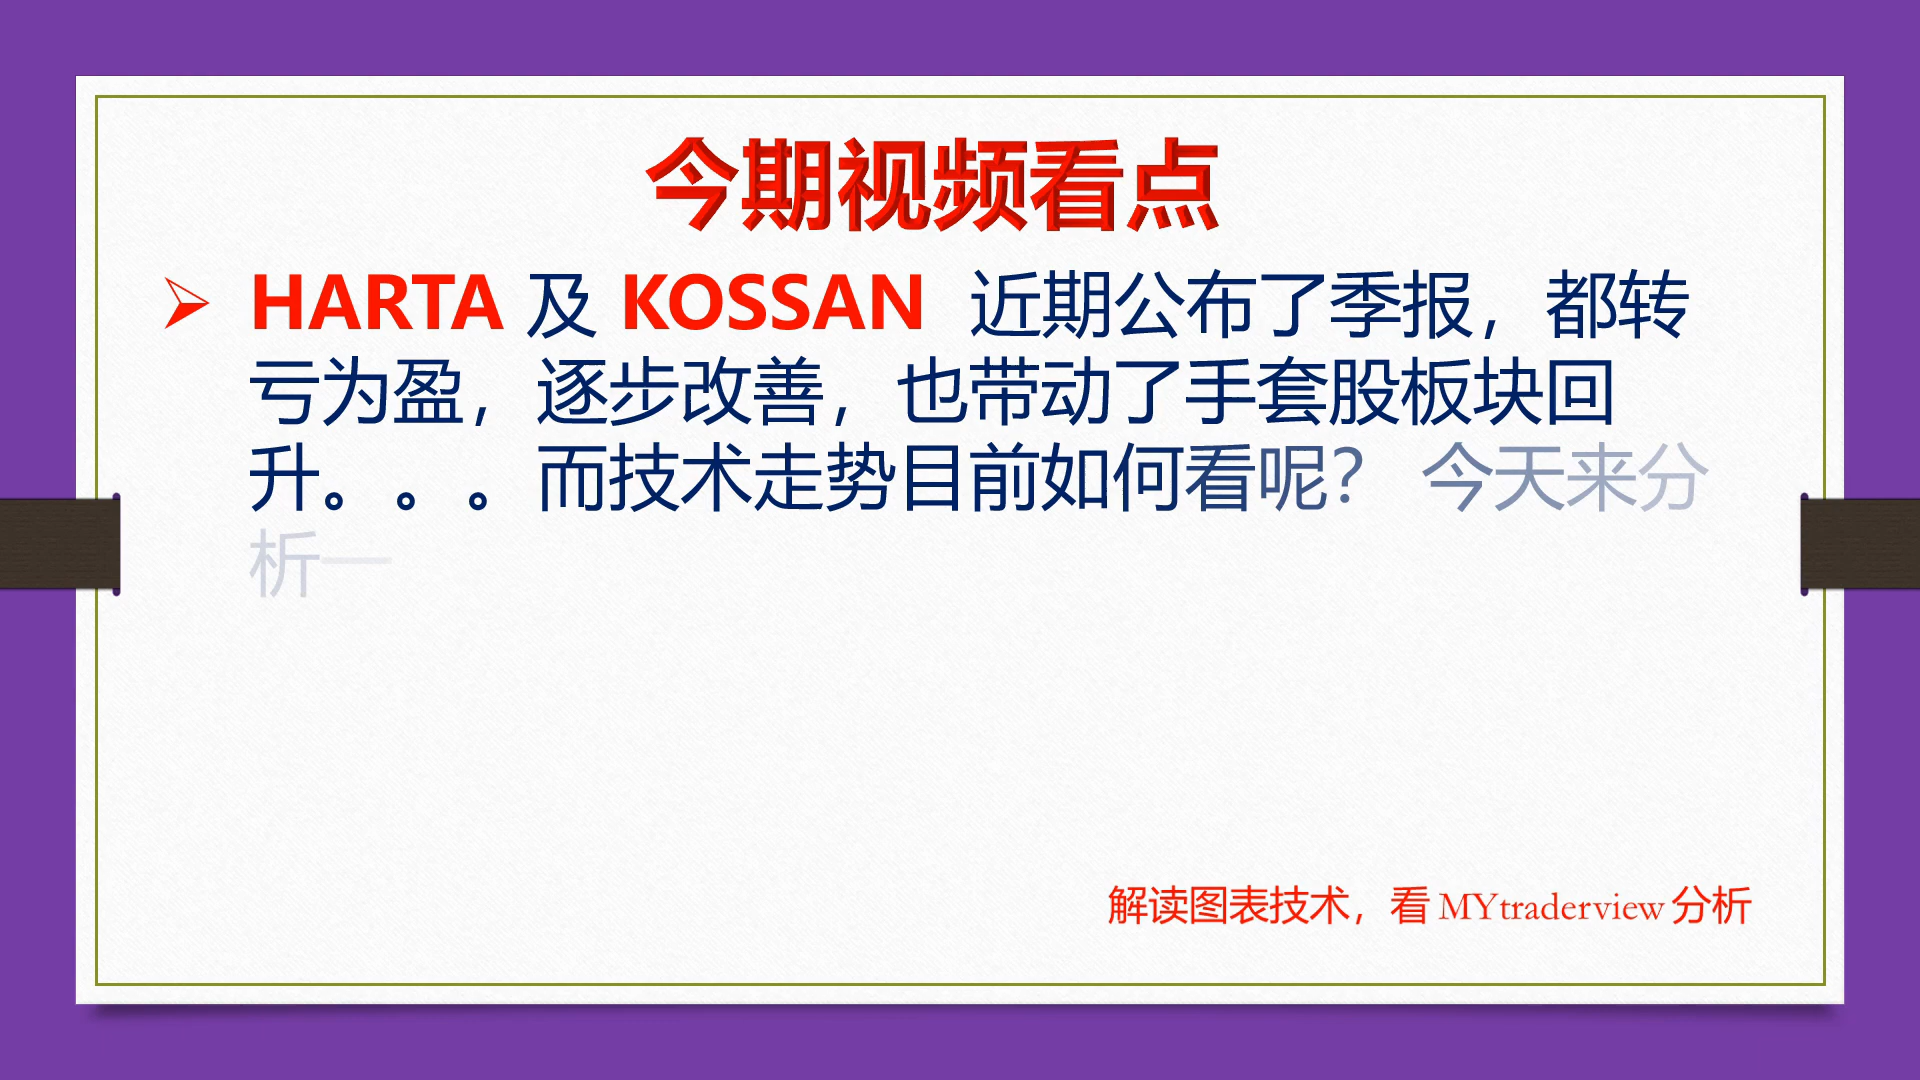 今期视频看点
➢ HARTA 及 KOSSAN 近期公布了季报，都转
亏为盈，逐步改善，也带动了手套股板块回
升。。。而技术走势目前如何看呢？ 今天来分
析一
解读图表技术，看 MYtraderview 分析